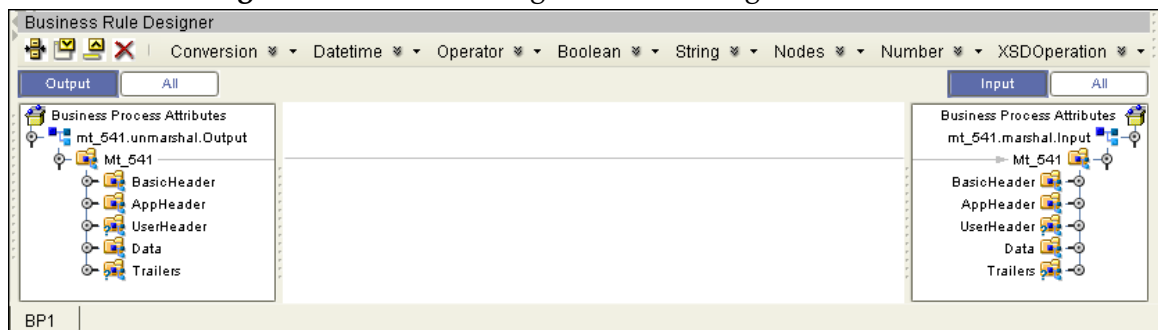 Business Rule Designer
Conversion Datetime Operator Boolean String Nodes Number XSDOperation
Output All Input All
Business Process Attributes Business Process Attributes
mt_541.unmarshal.Output mt_541.marshal.Input
Mt_541 Mt_541
BasicHeader BasicHeader
AppHeader AppHeader
UserHeader UserHeader
Data Data
Trailers Trailers
BP1